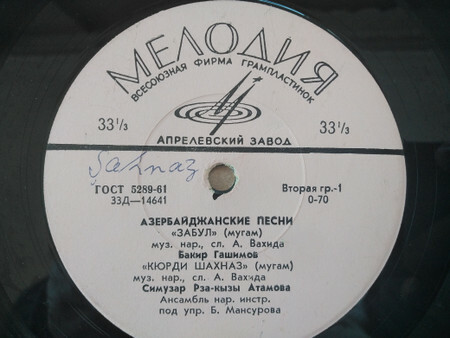 МЕЛОДИЯ
ВСЕСОЮЗНАЯ ФИРМА ГРАМПЛАСТИНОК
33 1/3
33 1/3
АПРЕЛЕВСКИЙ ЗАВОД
Şahnaz
ГОСТ 5289-61
33Д—14641
Вторая гр.-1
0-70
АЗЕРБАЙДЖАНСКИЕ ПЕСНИ
«ЗАБУЛ» (мугам)
муз. нар., сл. А. Вахида
Бакир Гашимов
«КЮРДИ ШАХНАЗ» (мугам)
муз. нар., сл. А. Вахида
Симузар Рза-кызы Атамова
Ансамбль нар. инстр.
под упр. Б. Мансурова